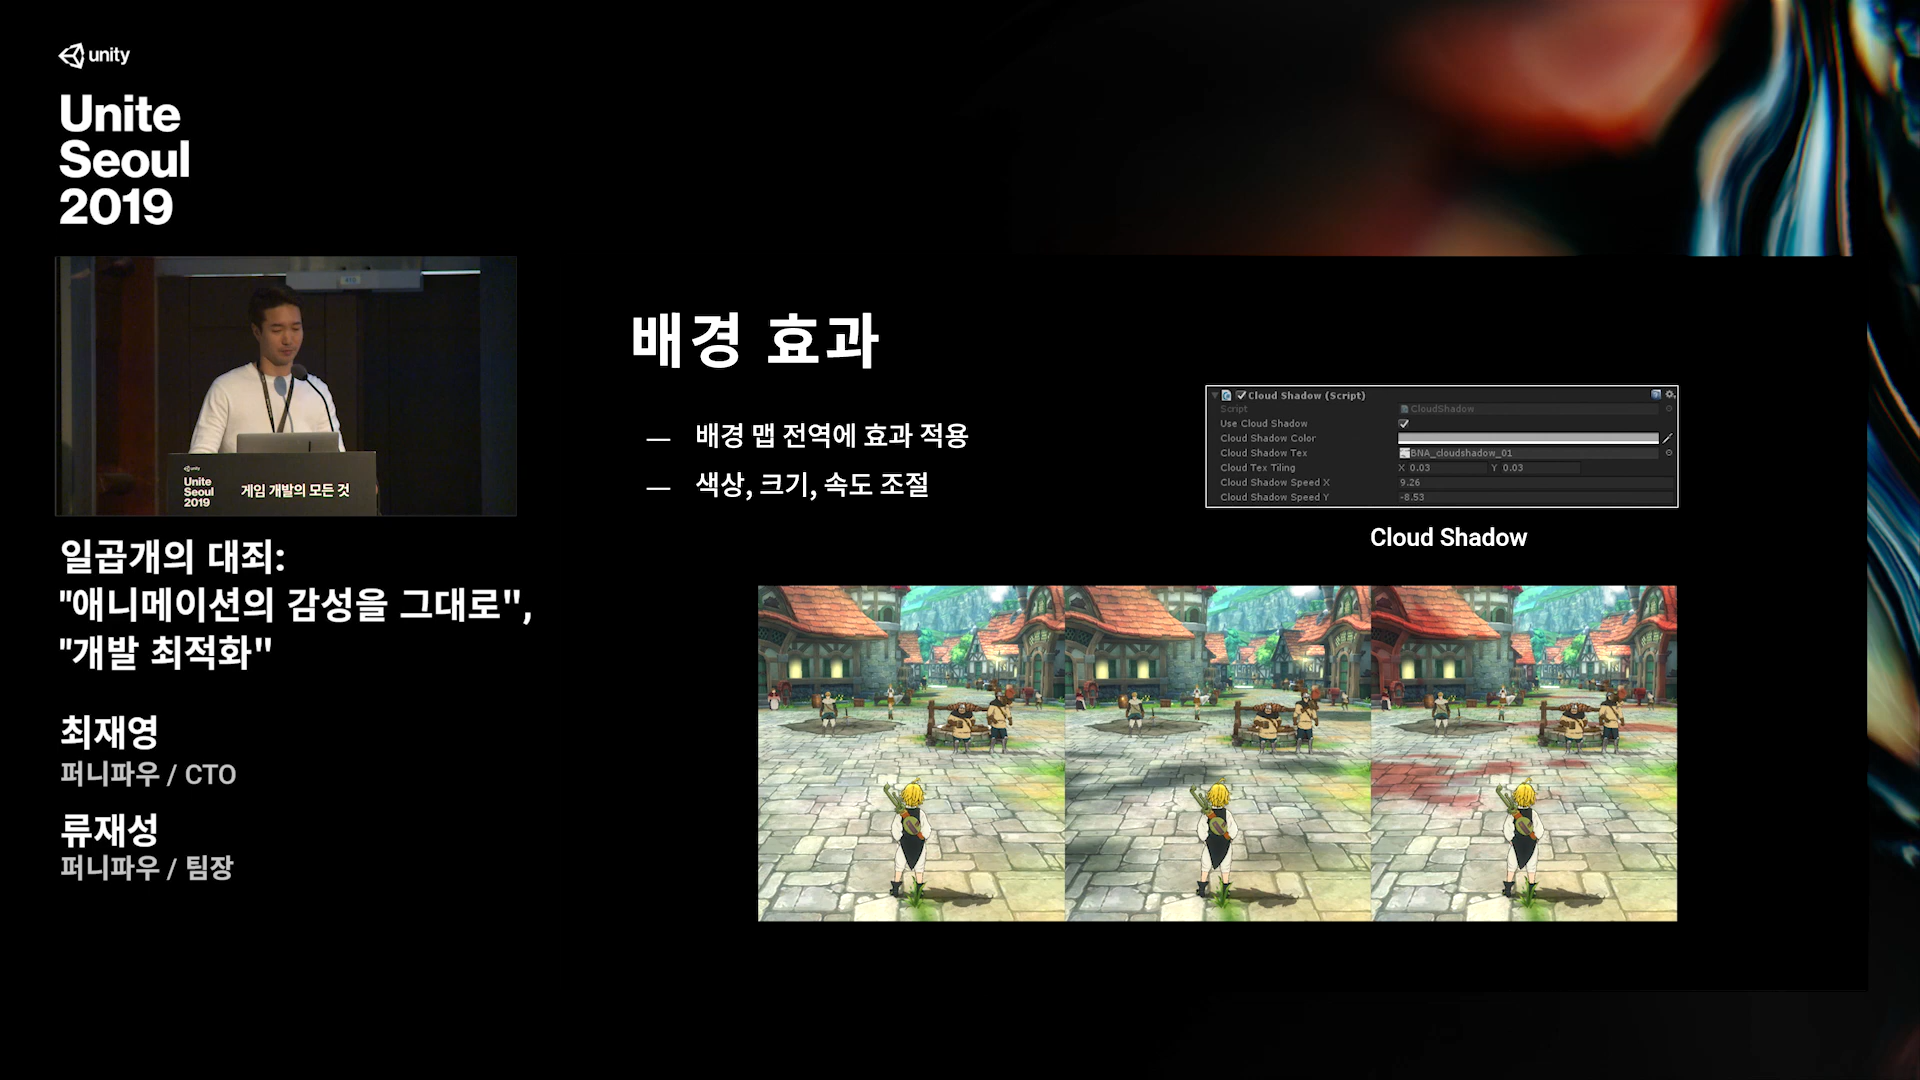 unity
Unite
Seoul
2019
unity
Unite
Seoul
2019
게임 개발의 모든 것
일곱개의 대죄:
"애니메이션의 감성을 그대로",
"개발 최적화"
최재영
퍼니파우 / CTO
류재성
퍼니파우 / 팀장
배경 효과
— 배경 맵 전역에 효과 적용
— 색상, 크기, 속도 조절
Cloud Shadow (Script)
Script CloudShadow
Use Cloud Shadow
Cloud Shadow Color
Cloud Shadow Tex BNA_cloudshadow_01
Cloud Tex Tiling X 0.03 Y 0.03
Cloud Shadow Speed X 9.26
Cloud Shadow Speed Y -8.53
Cloud Shadow